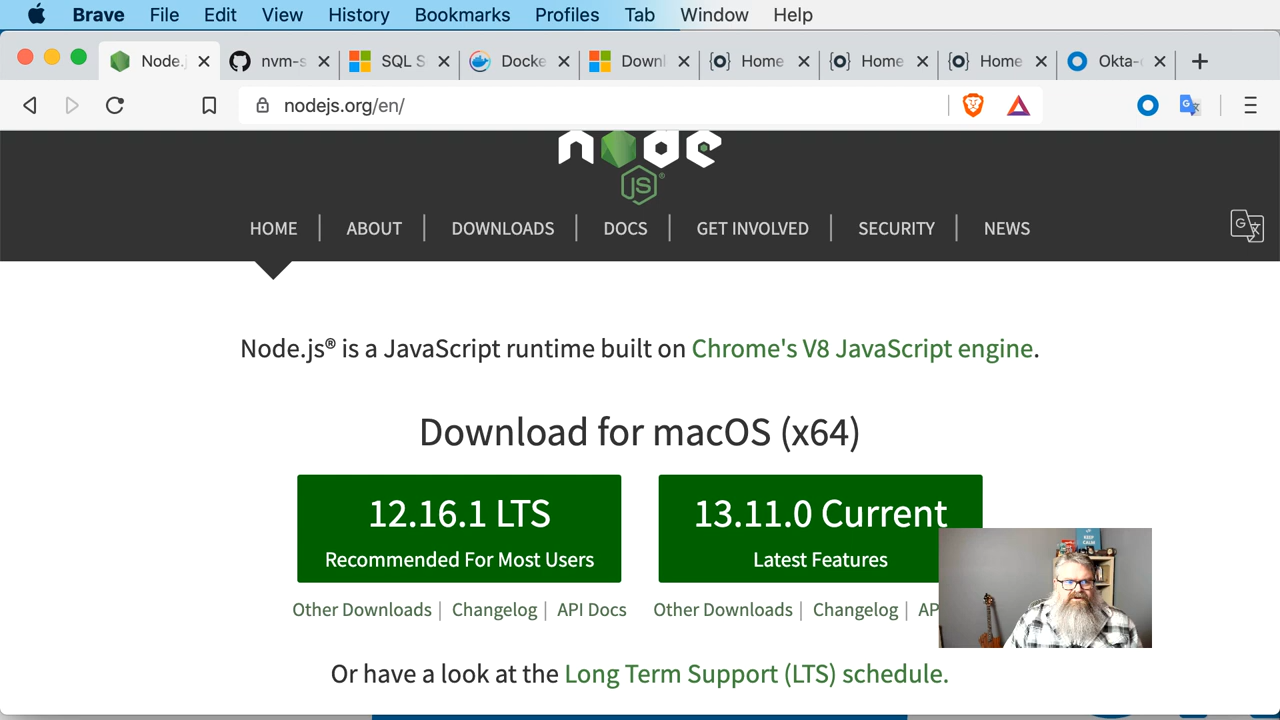 Brave File Edit View History Bookmarks Profiles Tab Window Help
Node.j nvm-s SQL S Docke Downl Home Home Home Okta-
nodejs.org/en/
node
JS®
HOME ABOUT DOWNLOADS DOCS GET INVOLVED SECURITY NEWS
Node.js® is a JavaScript runtime built on Chrome's V8 JavaScript engine.
Download for macOS (x64)
12.16.1 LTS 13.11.0 Current
Recommended For Most Users Latest Features
Other Downloads | Changelog | API Docs Other Downloads | Changelog | AP
KEEP
CALM
Or have a look at the Long Term Support (LTS) schedule.